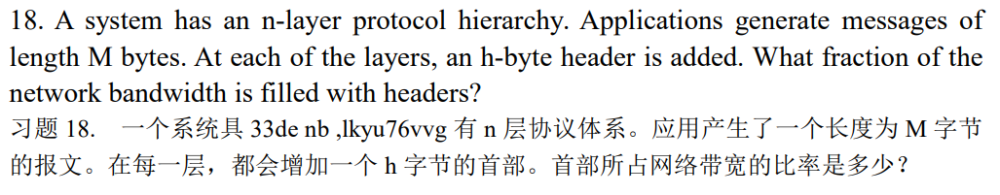 18. A system has an n-layer protocol hierarchy. Applications generate messages of
length M bytes. At each of the layers, an h-byte header is added. What fraction of the
network bandwidth is filled with headers?
习题 18. 一个系统具 33de nb ,lkyu76vvg 有 n 层协议体系。应用产生了一个长度为 M 字节
的报文。在每一层，都会增加一个 h 字节的首部。首部所占网络带宽的比率是多少？